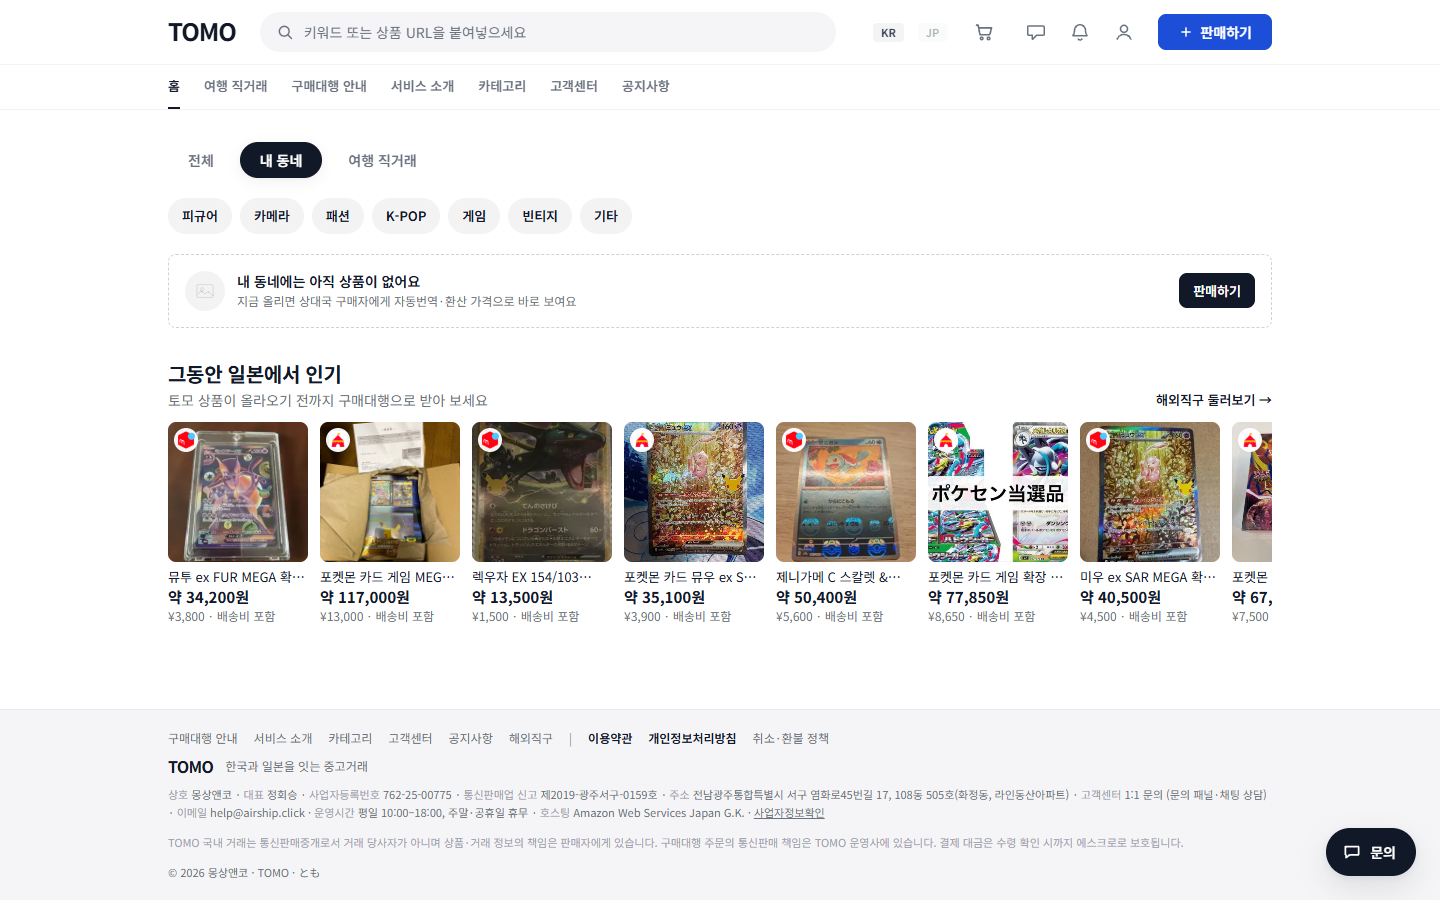 TOMO
키워드 또는 상품 URL을 붙여넣으세요
KR
JP
판매하기
홈
여행 직거래
구매대행 안내
서비스 소개
카테고리
고객센터
공지사항
전체
내 동네
여행 직거래
피규어
카메라
패션
K-POP
게임
빈티지
기타
내 동네에는 아직 상품이 없어요
지금 올리면 상대국 구매자에게 자동번역·환산 가격으로 바로 보여요
판매하기
그동안 일본에서 인기
토모 상품이 올라오기 전까지 구매대행으로 받아 보세요
해외직구 둘러보기 →
てんのさけび
ドラゴンバースト 60-
ポケセン当選品
뮤투 ex FUR MEGA 확…
약 34,200원
¥3,800 · 배송비 포함
포켓몬 카드 게임 MEG…
약 117,000원
¥13,000 · 배송비 포함
렉우자 EX 154/103…
약 13,500원
¥1,500 · 배송비 포함
포켓몬 카드 뮤우 ex S…
약 35,100원
¥3,900 · 배송비 포함
제니가메 C 스칼렛 &…
약 50,400원
¥5,600 · 배송비 포함
포켓몬 카드 게임 확장 …
약 77,850원
¥8,650 · 배송비 포함
미우 ex SAR MEGA 확…
약 40,500원
¥4,500 · 배송비 포함
포켓몬
약 67,
¥7,500
구매대행 안내
서비스 소개
카테고리
고객센터
공지사항
해외직구
|
이용약관
개인정보처리방침
취소·환불 정책
TOMO 한국과 일본을 잇는 중고거래
상호 몽상앤코 · 대표 정회승 · 사업자등록번호 762-25-00775 · 통신판매업 신고 제2019-광주서구-0159호 · 주소 전남광주통합특별시 서구 염화로45번길 17, 108동 505호(화정동, 라인동산아파트) · 고객센터 1:1 문의 (문의 패널·채팅 상담)
· 이메일 help@airship.click · 운영시간 평일 10:00–18:00, 주말·공휴일 휴무 · 호스팅 Amazon Web Services Japan G.K. · 사업자정보확인
TOMO 국내 거래는 통신판매중개로서 거래 당사자가 아니며 상품·거래 정보의 책임은 판매자에게 있습니다. 구매대행 주문의 통신판매 책임은 TOMO 운영사에 있습니다. 결제 대금은 수령 확인 시까지 에스크로로 보호됩니다.
© 2026 몽상앤코 · TOMO · とも
문의